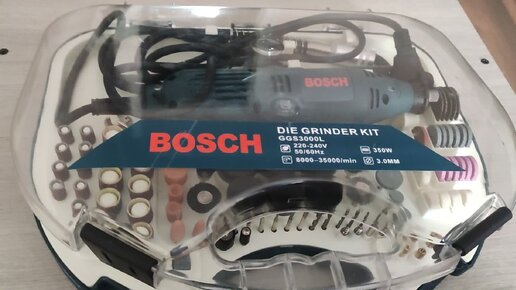 BOSCH
BOSCH
DIE GRINDER KIT
GGS3000L
220-240V
50/60Hz
350W
8000-35000/min
3.0MM